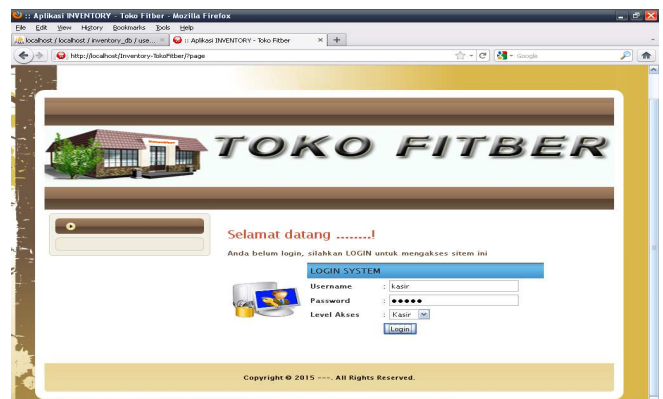 :: Aplikasi INVENTORY - Toko Fitber - Mozilla Firefox
File Edit View History Bookmarks Tools Help
localhost / localhost / inventory_db / use... × :: Aplikasi INVENTORY - Toko Fitber × +
http://localhost/Inventory-TokoFitber/?page Google
TOKO FITBER
Selamat datang ........!
Anda belum login, silahkan LOGIN untuk mengakses sitem ini
LOGIN SYSTEM
Username : kasir
Password : •••••
Level Akses : Kasir
Login
Copyright © 2015 ---. All Rights Reserved.